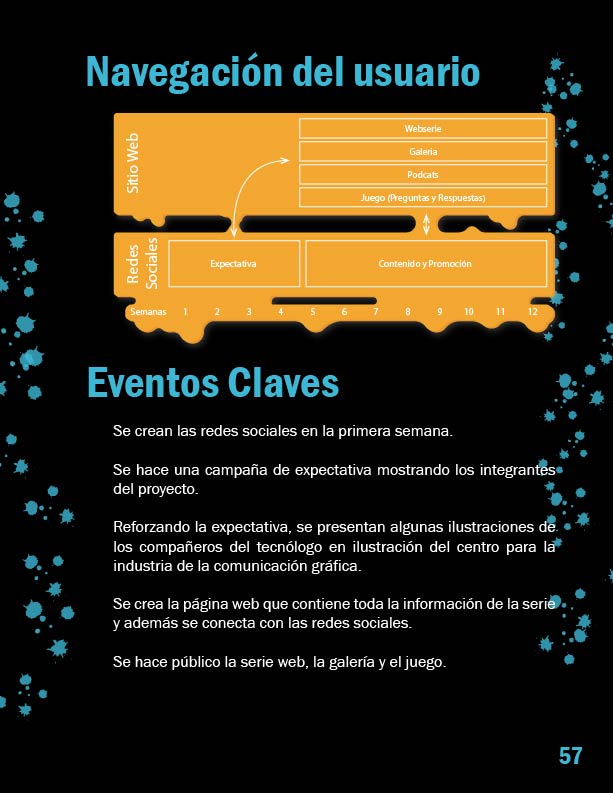 Navegación del usuario
Sitio Web
Webserie
Galeria
Podcats
Juego (Preguntas y Respuestas)
Redes
Sociales
Expectativa
Contenido y Promoción
Semanas 1 2 3 4 5 6 7 8 9 10 11 12
Eventos Claves
Se crean las redes sociales en la primera semana.
Se hace una campaña de expectativa mostrando los integrantes
del proyecto.
Reforzando la expectativa, se presentan algunas ilustraciones de
los compañeros del tecnólogo en ilustración del centro para la
industria de la comunicación gráfica.
Se crea la página web que contiene toda la información de la serie
y además se conecta con las redes sociales.
Se hace público la serie web, la galería y el juego.
57